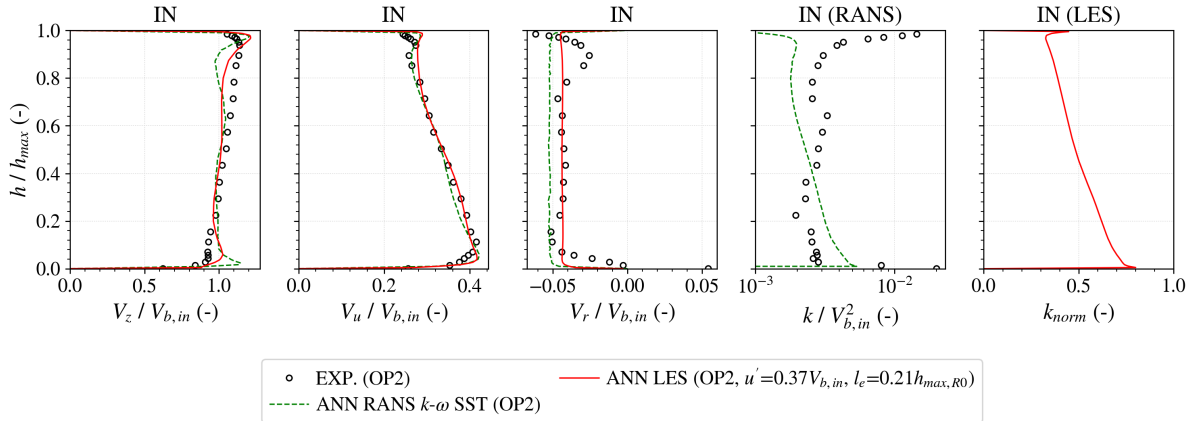 IN
IN
IN
IN (RANS)
IN (LES)
h / h_max (-)
1.0
0.8
0.6
0.4
0.2
0.0
0.0 0.5 1.0
0.0 0.2 0.4
−0.05 0.00 0.05
10^−3 10^−2
0.0 0.5 1.0
V_z / V_b,in (-)
V_u / V_b,in (-)
V_r / V_b,in (-)
k / V_b,in^2 (-)
k_norm (-)
EXP. (OP2)
ANN RANS k-ω SST (OP2)
ANN LES (OP2, u'=0.37V_b,in, l_e=0.21h_max,R0)